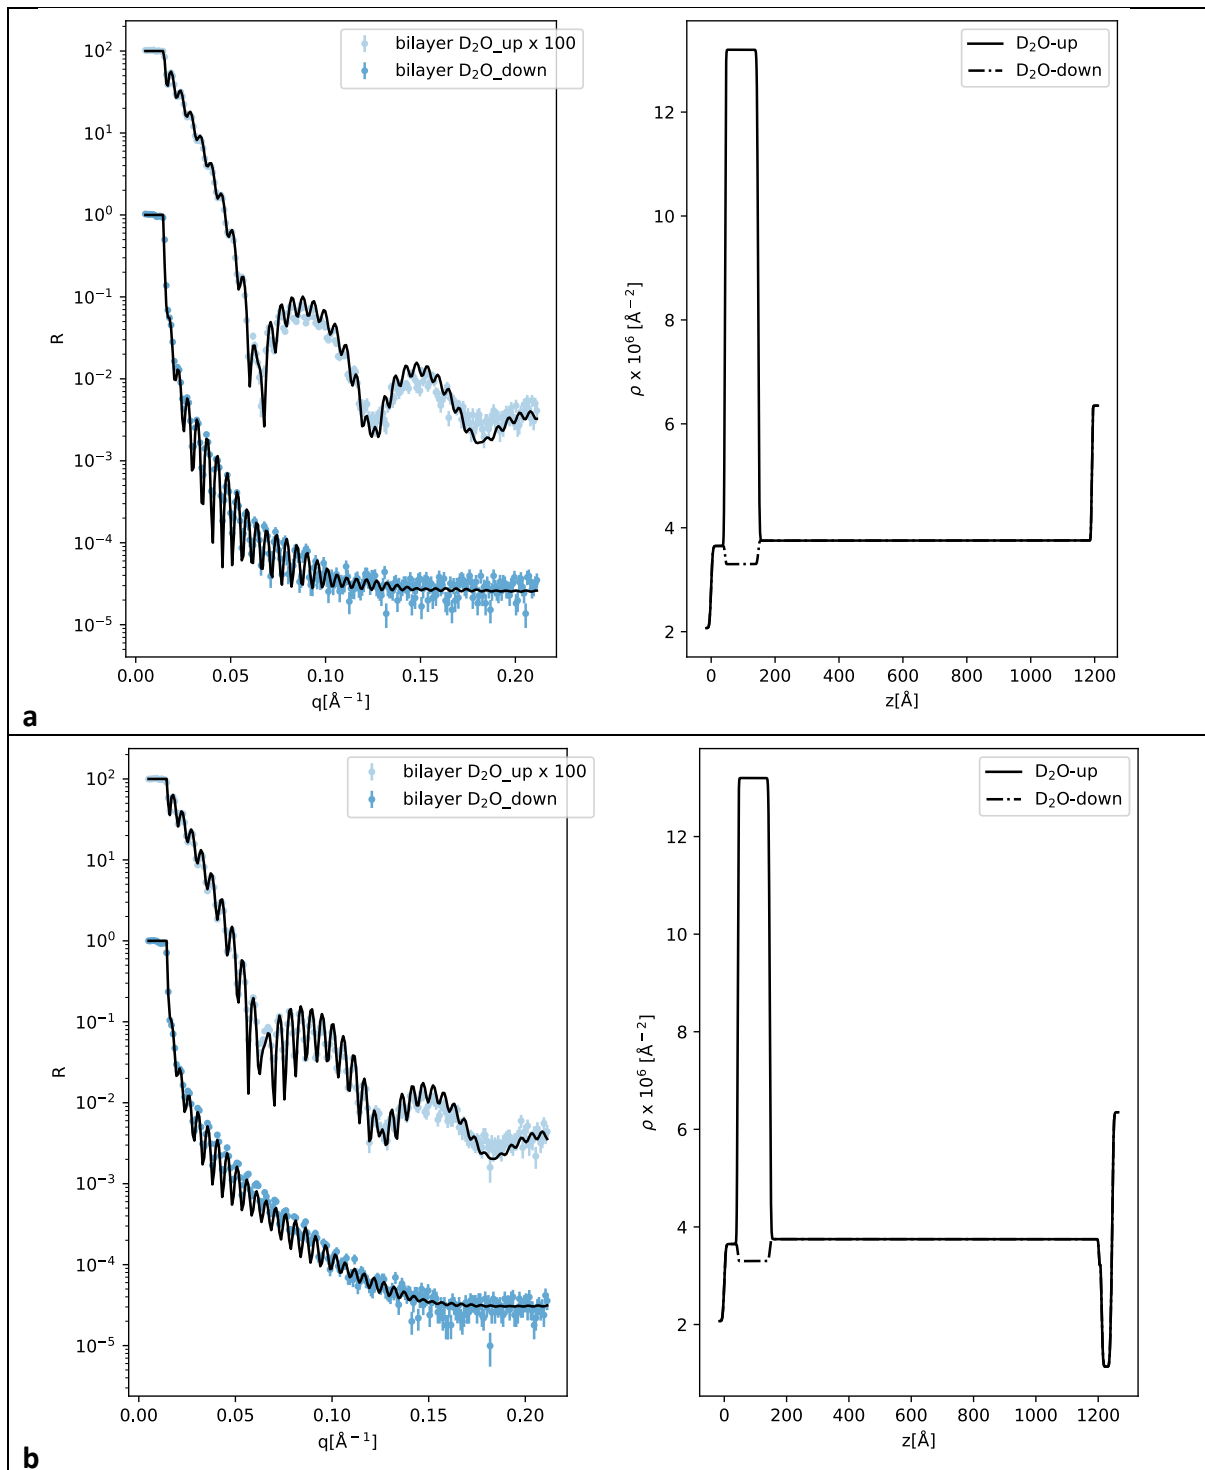 bilayer D₂O_up x 100
bilayer D₂O_down
10²
10¹
10⁰
10⁻¹
10⁻²
10⁻³
10⁻⁴
10⁻⁵
R
0.00 0.05 0.10 0.15 0.20
q[Å⁻¹]
D₂O-up
D₂O-down
12
10
8
6
4
2
ρ x 10⁶ [Å⁻²]
0 200 400 600 800 1000 1200
z[Å]
a
bilayer D₂O_up x 100
bilayer D₂O_down
10²
10¹
10⁰
10⁻¹
10⁻²
10⁻³
10⁻⁴
10⁻⁵
R
0.00 0.05 0.10 0.15 0.20
q[Å⁻¹]
D₂O-up
D₂O-down
12
10
8
6
4
2
ρ x 10⁶ [Å⁻²]
0 200 400 600 800 1000 1200
z[Å]
b